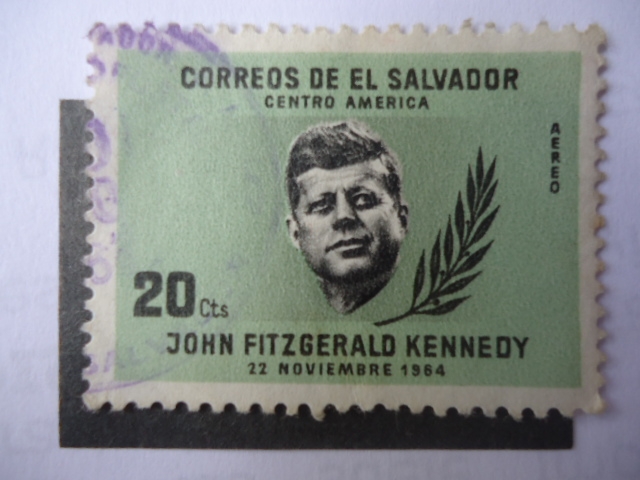 CORREOS DE EL SALVADOR
CENTRO AMERICA
AEREO
20 Cts
JOHN FITZGERALD KENNEDY
22 NOVIEMBRE 1964